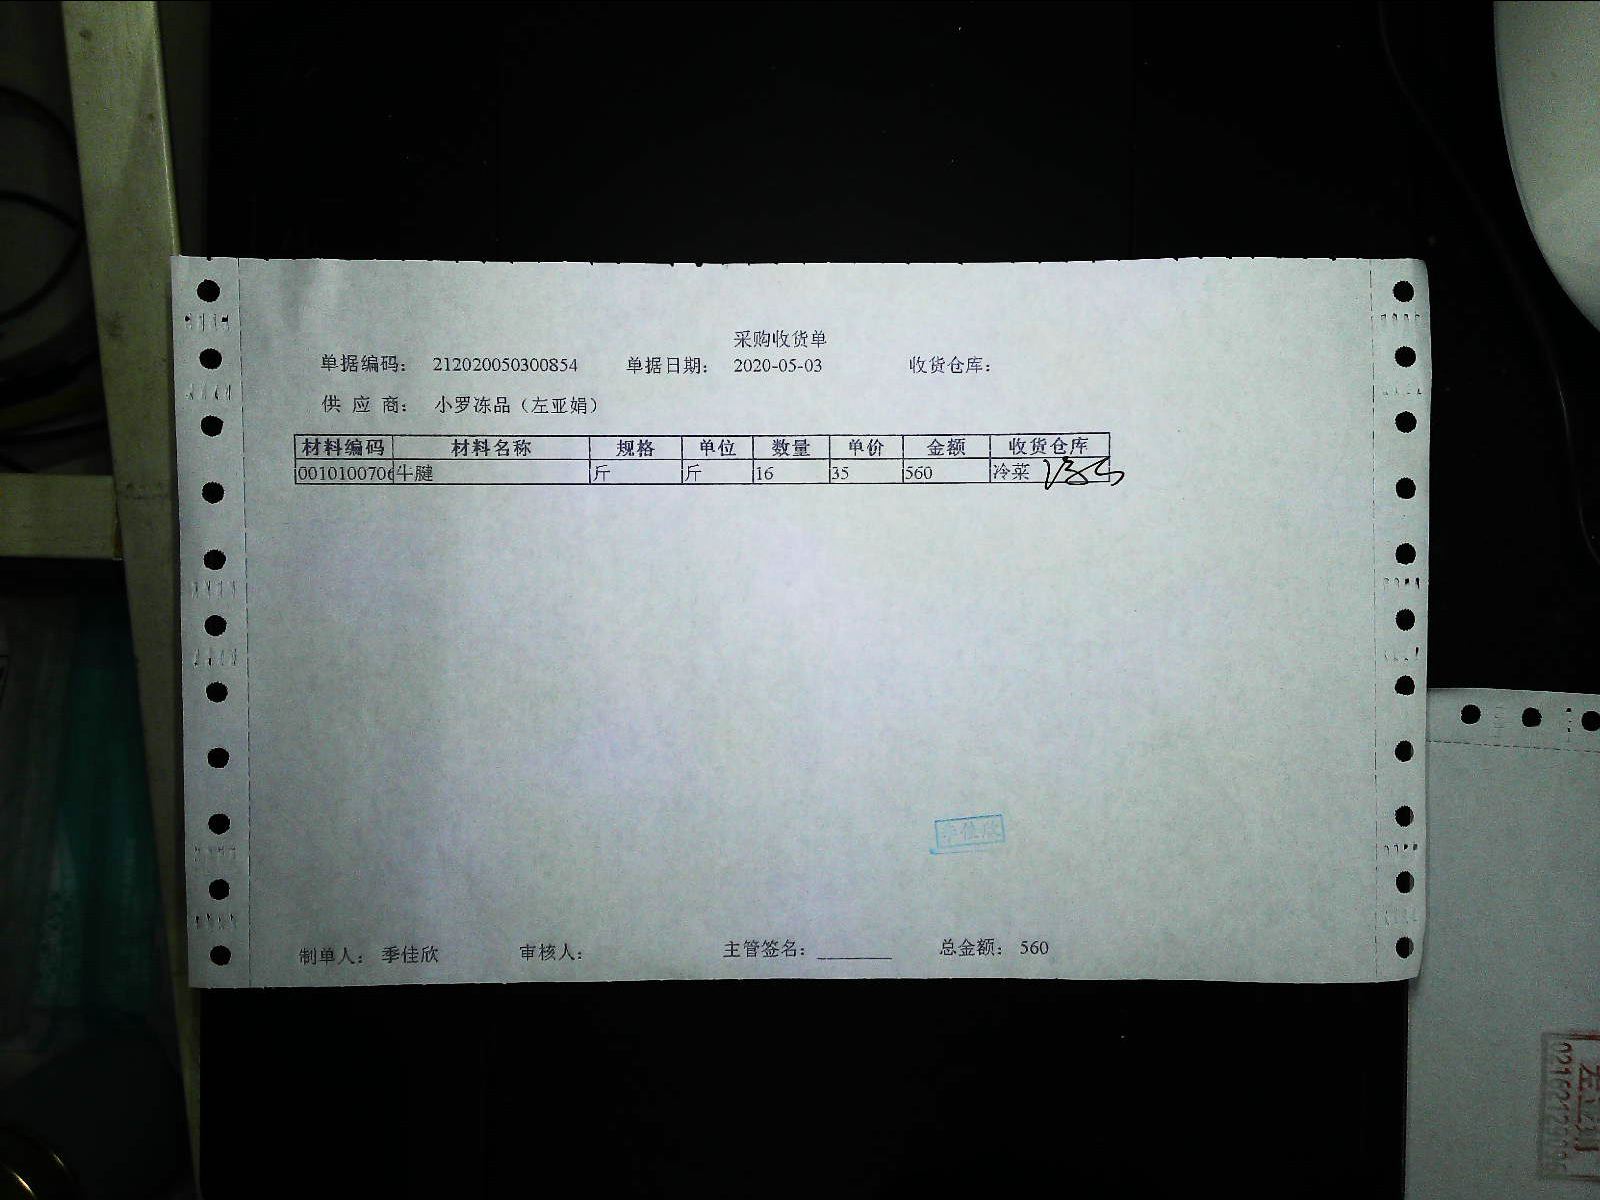 采购收货单
单据编码： 212020050300854 单据日期： 2020-05-03 收货仓库：
供 应 商： 小罗冻品（左亚娟）
材料编码 材料名称 规格 单位 数量 单价 金额 收货仓库
0010100706 牛腱 斤 斤 16 35 560 冷菜
季佳欣
制单人： 季佳欣 审核人： 主管签名：________ 总金额： 560